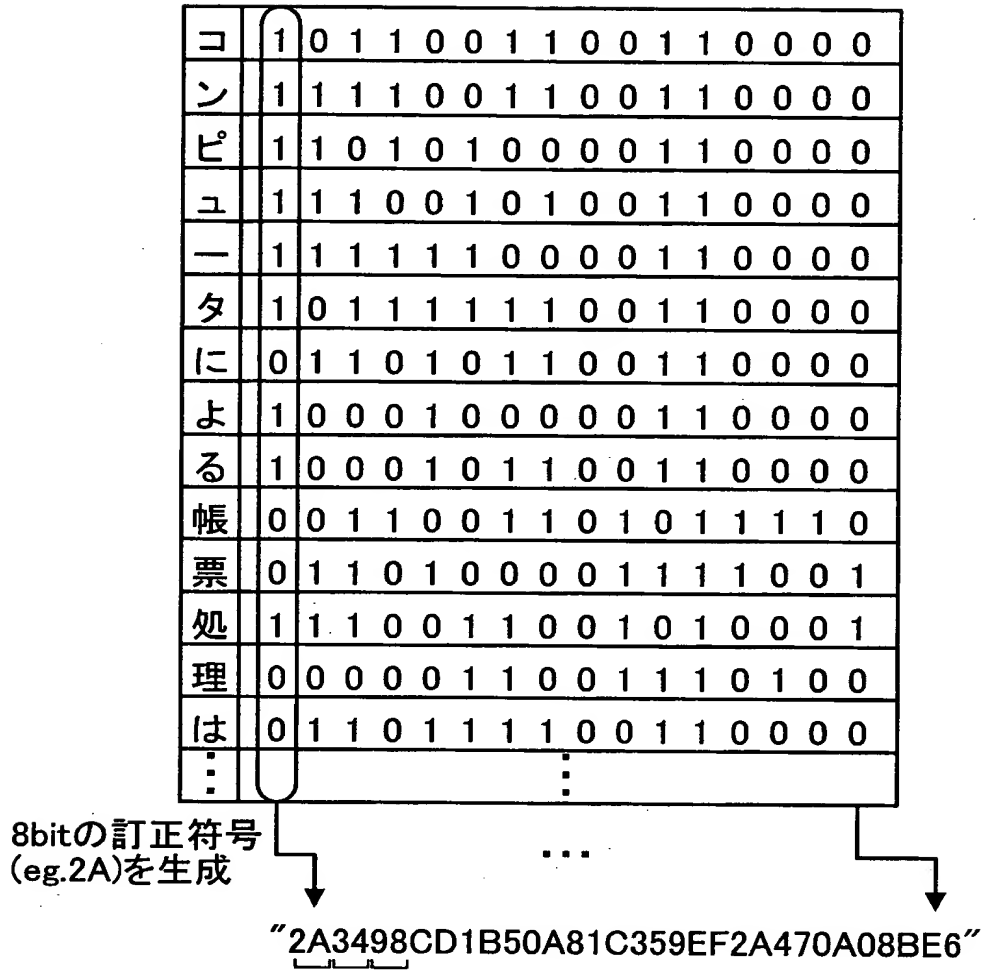 コ 1 0 1 1 0 0 1 1 0 0 1 1 0 0 0 0
ン 1 1 1 1 0 0 1 1 0 0 1 1 0 0 0 0
ピ 1 1 0 1 0 1 0 0 0 0 1 1 0 0 0 0
ュ 1 1 1 0 0 1 0 1 0 0 1 1 0 0 0 0
ー 1 1 1 1 1 1 0 0 0 0 1 1 0 0 0 0
タ 1 0 1 1 1 1 1 1 0 0 1 1 0 0 0 0
に 0 1 1 0 1 0 1 1 0 0 1 1 0 0 0 0
よ 1 0 0 0 1 0 0 0 0 0 1 1 0 0 0 0
る 1 0 0 0 1 0 1 1 0 0 1 1 0 0 0 0
帳 0 0 1 1 0 0 1 1 0 1 0 1 1 1 1 0
票 0 1 1 0 1 0 0 0 0 1 1 1 1 0 0 1
処 1 1 1 0 0 1 1 0 0 1 0 1 0 0 0 1
理 0 0 0 0 0 1 1 0 0 1 1 1 0 1 0 0
は 0 1 1 0 1 1 1 1 0 0 1 1 0 0 0 0
⋮ ⋮
8bitの訂正符号
(eg.2A)を生成
...
"2A3498CD1B50A81C359EF2A470A08BE6"